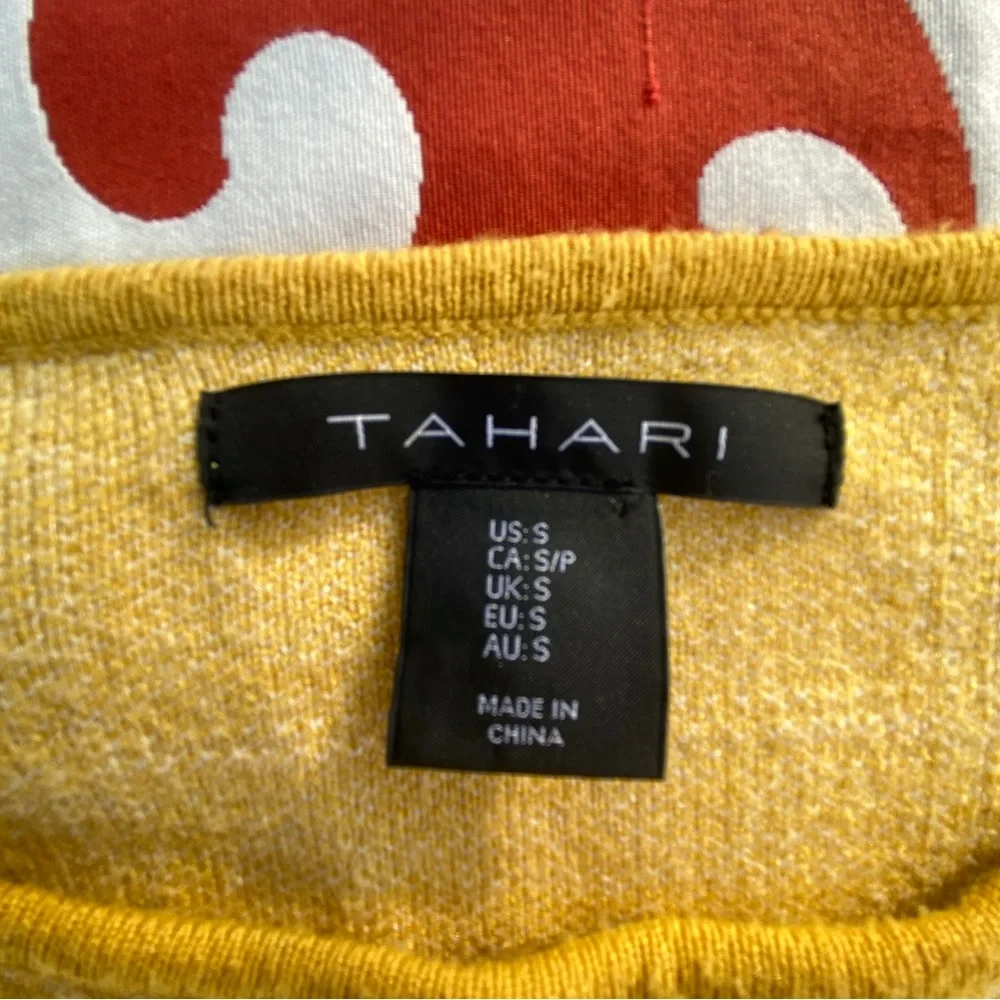 TAHARI
US: S
CA: S/P
UK: S
EU: S
AU: S
MADE IN
CHINA